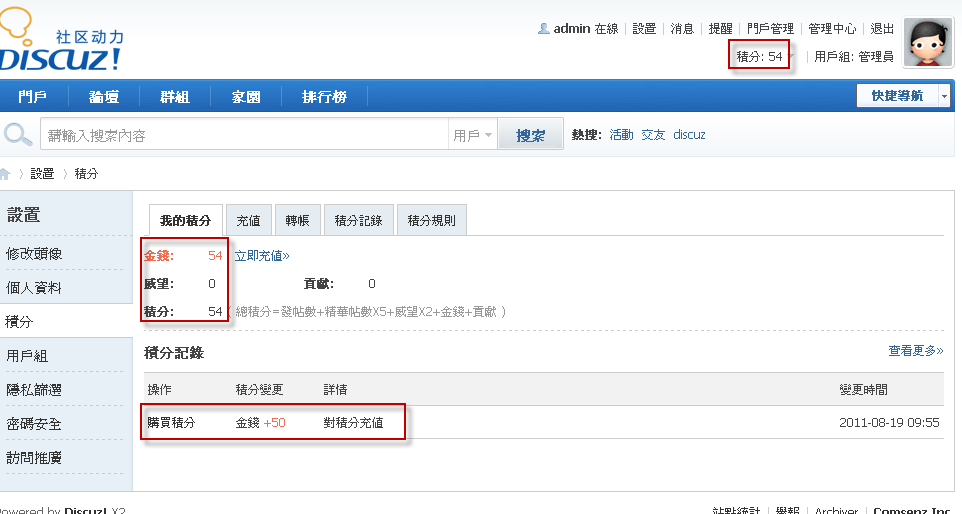 社区动力
DISCUZ!
admin 在線 設置 消息 提醒 門戶管理 管理中心 退出
積分: 54 用戶組: 管理員
門戶 論壇 群組 家園 排行榜 快捷導航
請輸入搜索內容 用戶 搜索 熱搜: 活動 交友 discuz
設置 積分
設置
修改頭像
個人資料
積分
用戶組
隱私篩選
密碼安全
訪問推廣
我的積分 充值 轉帳 積分記錄 積分規則
金錢: 54 立即充值»
威望: 0 貢獻: 0
積分: 54 ( 總積分=發帖數+精華帖數X5+威望X2+金錢+貢獻 )
積分記錄 查看更多»
操作 積分變更 詳情 變更時間
購買積分 金錢 +50 對積分充值 2011-08-19 09:55
Powered by Discuz! X2 站點統計 舉報 Archiver Comsenz Inc.